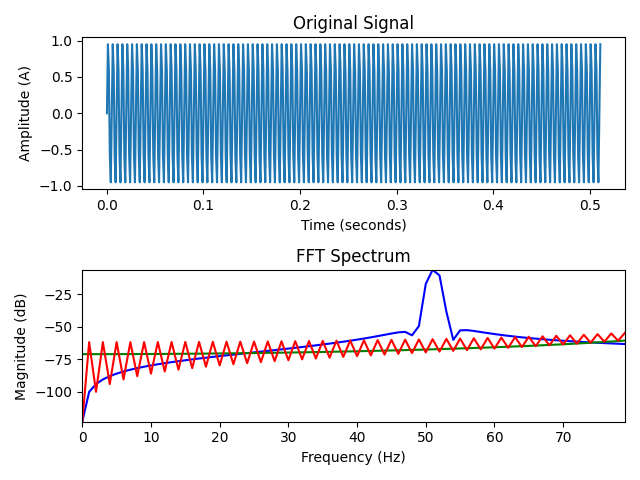 Original Signal
1.0
0.5
0.0
−0.5
−1.0
Amplitude (A)
0.0 0.1 0.2 0.3 0.4 0.5
Time (seconds)
FFT Spectrum
−25
−50
−75
−100
Magnitude (dB)
0 10 20 30 40 50 60 70
Frequency (Hz)